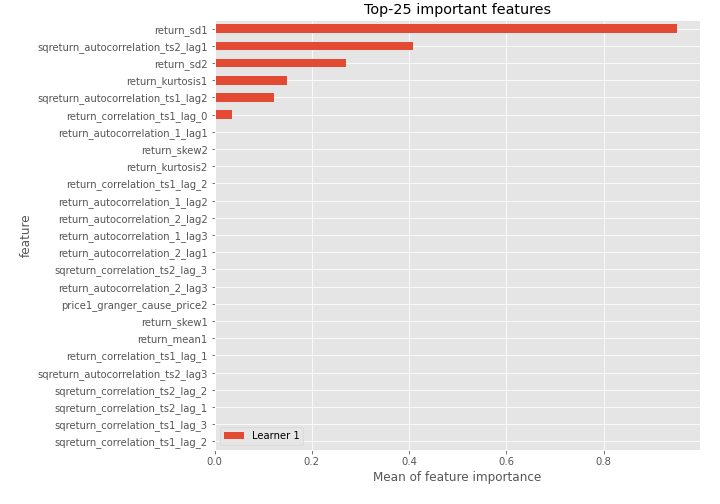 Top-25 important features
feature
return_sd1
sqreturn_autocorrelation_ts2_lag1
return_sd2
return_kurtosis1
sqreturn_autocorrelation_ts1_lag2
return_correlation_ts1_lag_0
return_autocorrelation_1_lag1
return_skew2
return_kurtosis2
return_correlation_ts1_lag_2
return_autocorrelation_1_lag2
return_autocorrelation_2_lag2
return_autocorrelation_1_lag3
return_autocorrelation_2_lag1
sqreturn_correlation_ts2_lag_3
return_autocorrelation_2_lag3
price1_granger_cause_price2
return_skew1
return_mean1
return_correlation_ts1_lag_1
sqreturn_autocorrelation_ts2_lag3
sqreturn_correlation_ts2_lag_2
sqreturn_correlation_ts2_lag_1
sqreturn_correlation_ts1_lag_3
sqreturn_correlation_ts1_lag_2
Learner 1
0.0 0.2 0.4 0.6 0.8
Mean of feature importance